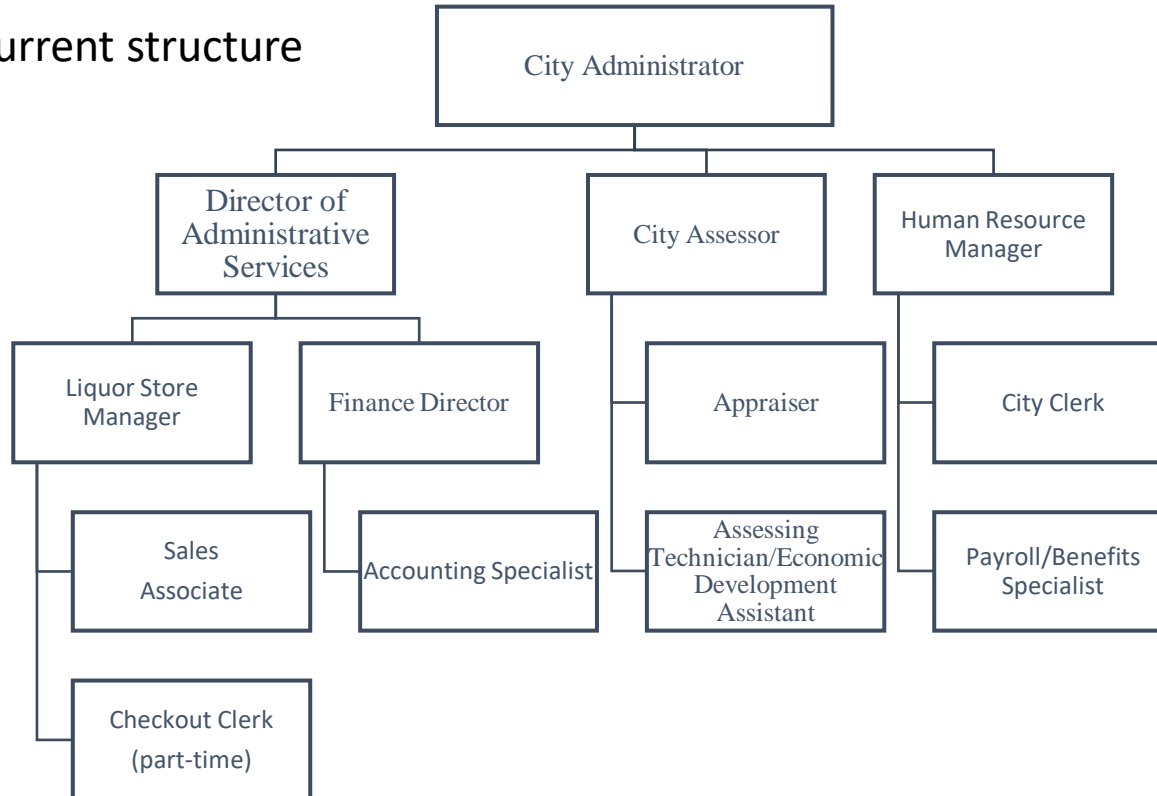 urrent structure
City Administrator
Director of
Administrative
Services
City Assessor
Human Resource
Manager
Liquor Store
Manager
Finance Director
Appraiser
City Clerk
Sales
Associate
Accounting Specialist
Assessing
Technician/Economic
Development
Assistant
Payroll/Benefits
Specialist
Checkout Clerk
(part-time)